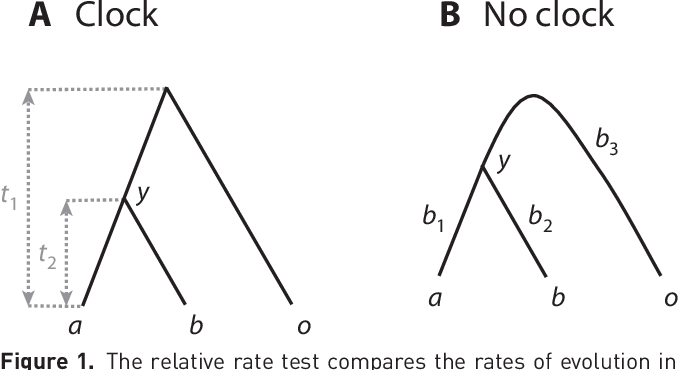 A Clock
B No clock
t1
t2
y
a
b
o
y
b1
b2
b3
a
b
o
Figure 1. The relative rate test compares the rates of evolution in